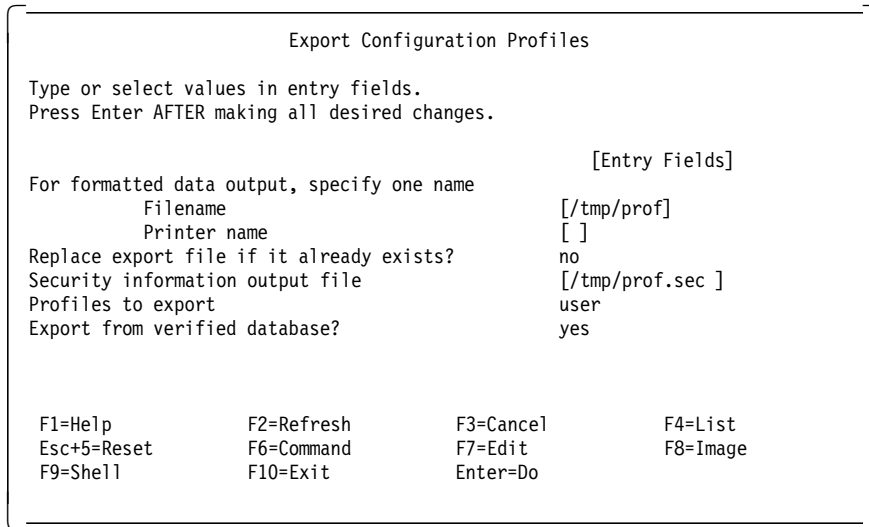 Export Configuration Profiles
Type or select values in entry fields.
Press Enter AFTER making all desired changes.
[Entry Fields]
For formatted data output, specify one name
Filename [/tmp/prof]
Printer name [ ]
Replace export file if it already exists? no
Security information output file [/tmp/prof.sec ]
Profiles to export user
Export from verified database? yes
F1=Help F2=Refresh F3=Cancel F4=List
Esc+5=Reset F6=Command F7=Edit F8=Image
F9=Shell F10=Exit Enter=Do